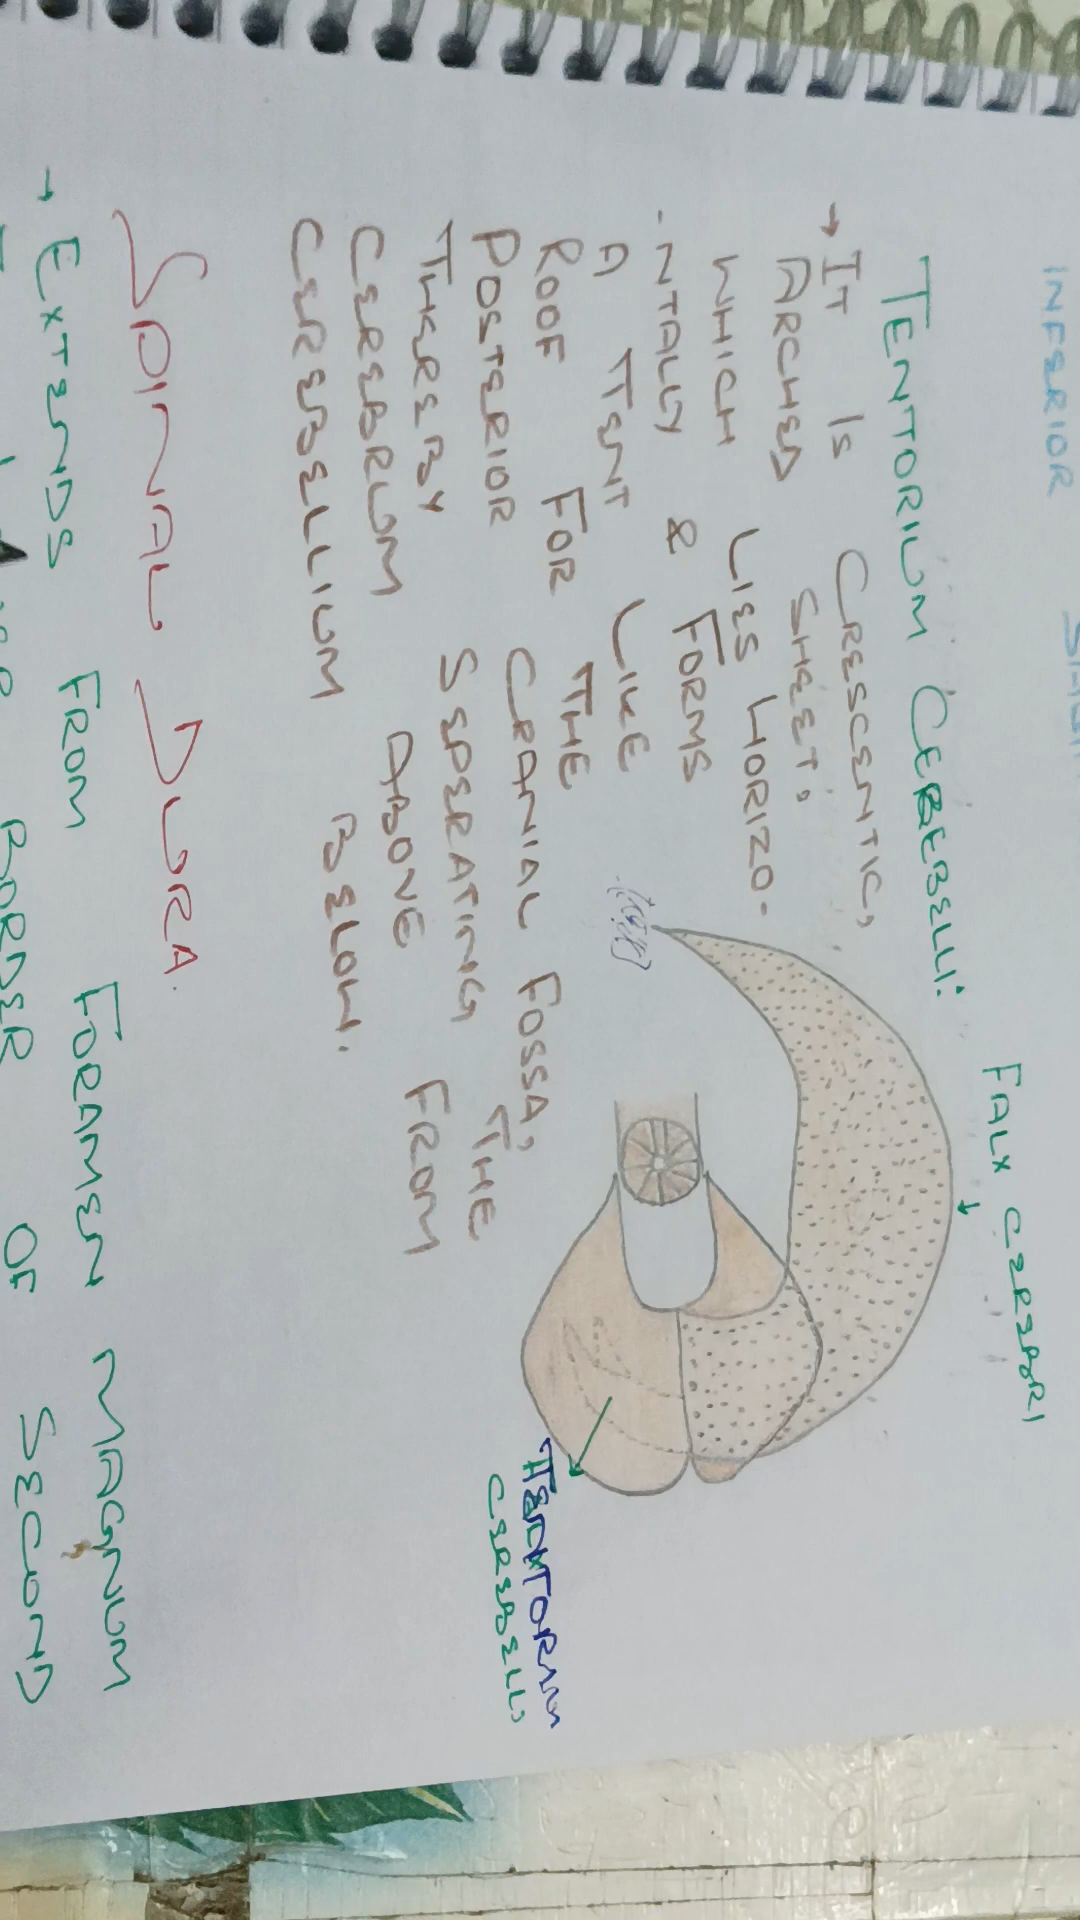 INFERIOR
TENTORIUM CEREBELLI:
FALX CEREBRI
→ IT IS CRESCENTIC,
ARCHED SHEET,
WHICH LIES HORIZO-
-NTALLY & FORMS
A TENT LIKE
ROOF FOR THE
POSTERIOR CRANIAL FOSSA,
THEREBY SEPERATING THE
CEREBRUM ABOVE FROM
CEREBELLIUM BELOW.
TENTORIUM
CEREBELLI
SPINAL DURA.
→ EXTENDS FROM FORAMEN MAGNUM
BORDER OF SECOND